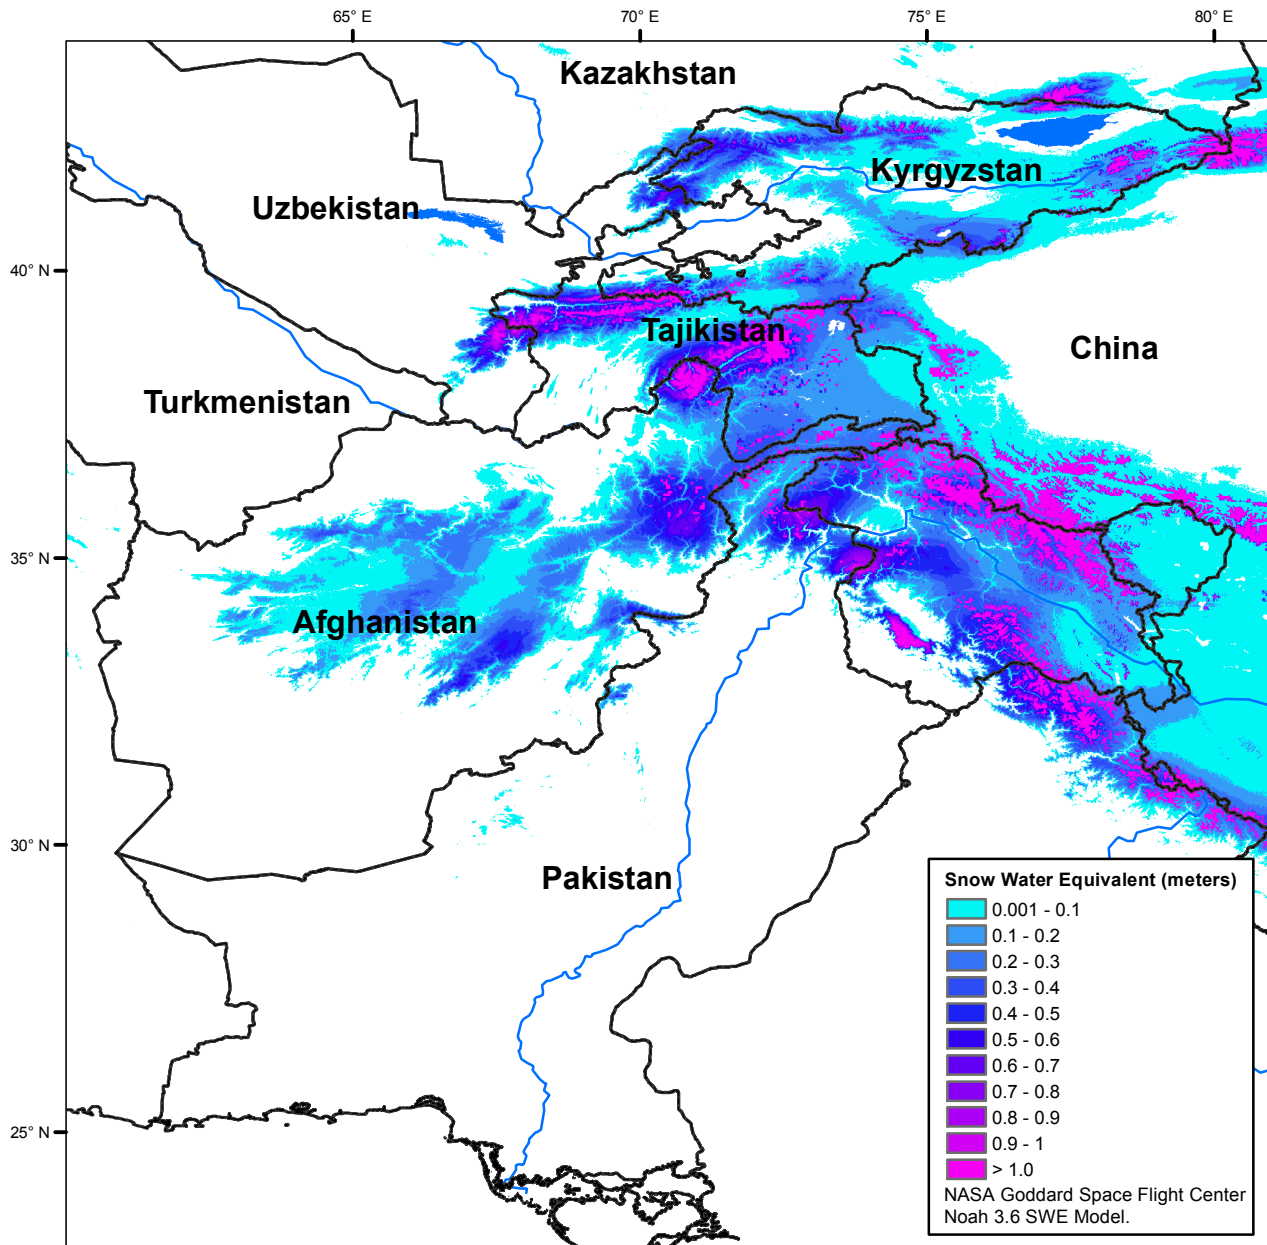 65° E
70° E
75° E
80° E
Kazakhstan
Kyrgyzstan
Uzbekistan
40° N
Tajikistan
China
Turkmenistan
35° N
Afghanistan
30° N
Pakistan
25° N
Snow Water Equivalent (meters)
0.001 - 0.1
0.1 - 0.2
0.2 - 0.3
0.3 - 0.4
0.4 - 0.5
0.5 - 0.6
0.6 - 0.7
0.7 - 0.8
0.8 - 0.9
0.9 - 1
> 1.0
NASA Goddard Space Flight Center
Noah 3.6 SWE Model.